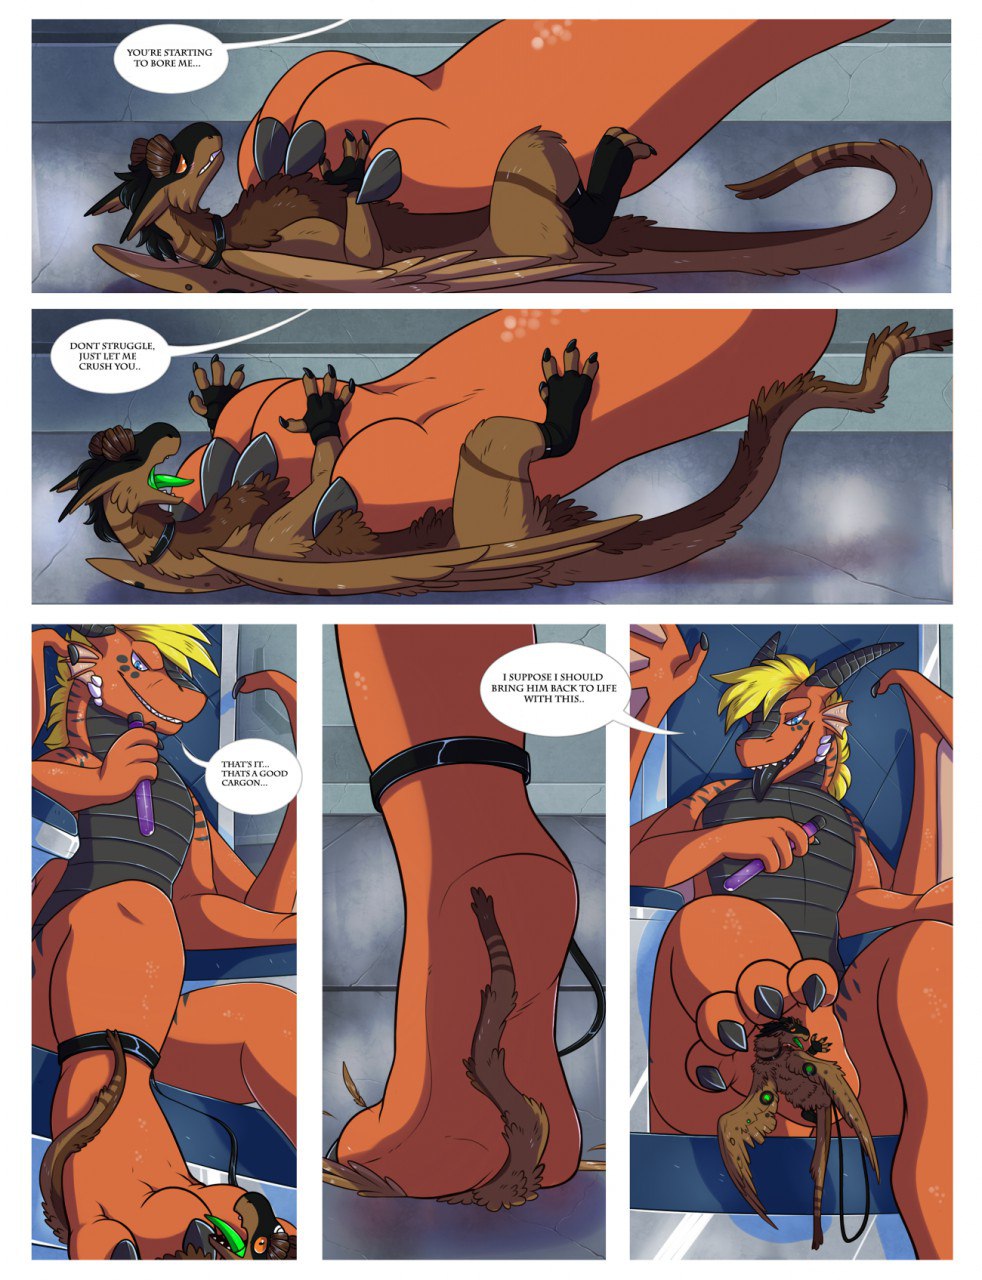 YOU'RE STARTING
TO BORE ME...
DONT STRUGGLE,
JUST LET ME
CRUSH YOU..
THAT'S IT...
THATS A GOOD
CARGON...
I SUPPOSE I SHOULD
BRING HIM BACK TO LIFE
WITH THIS..